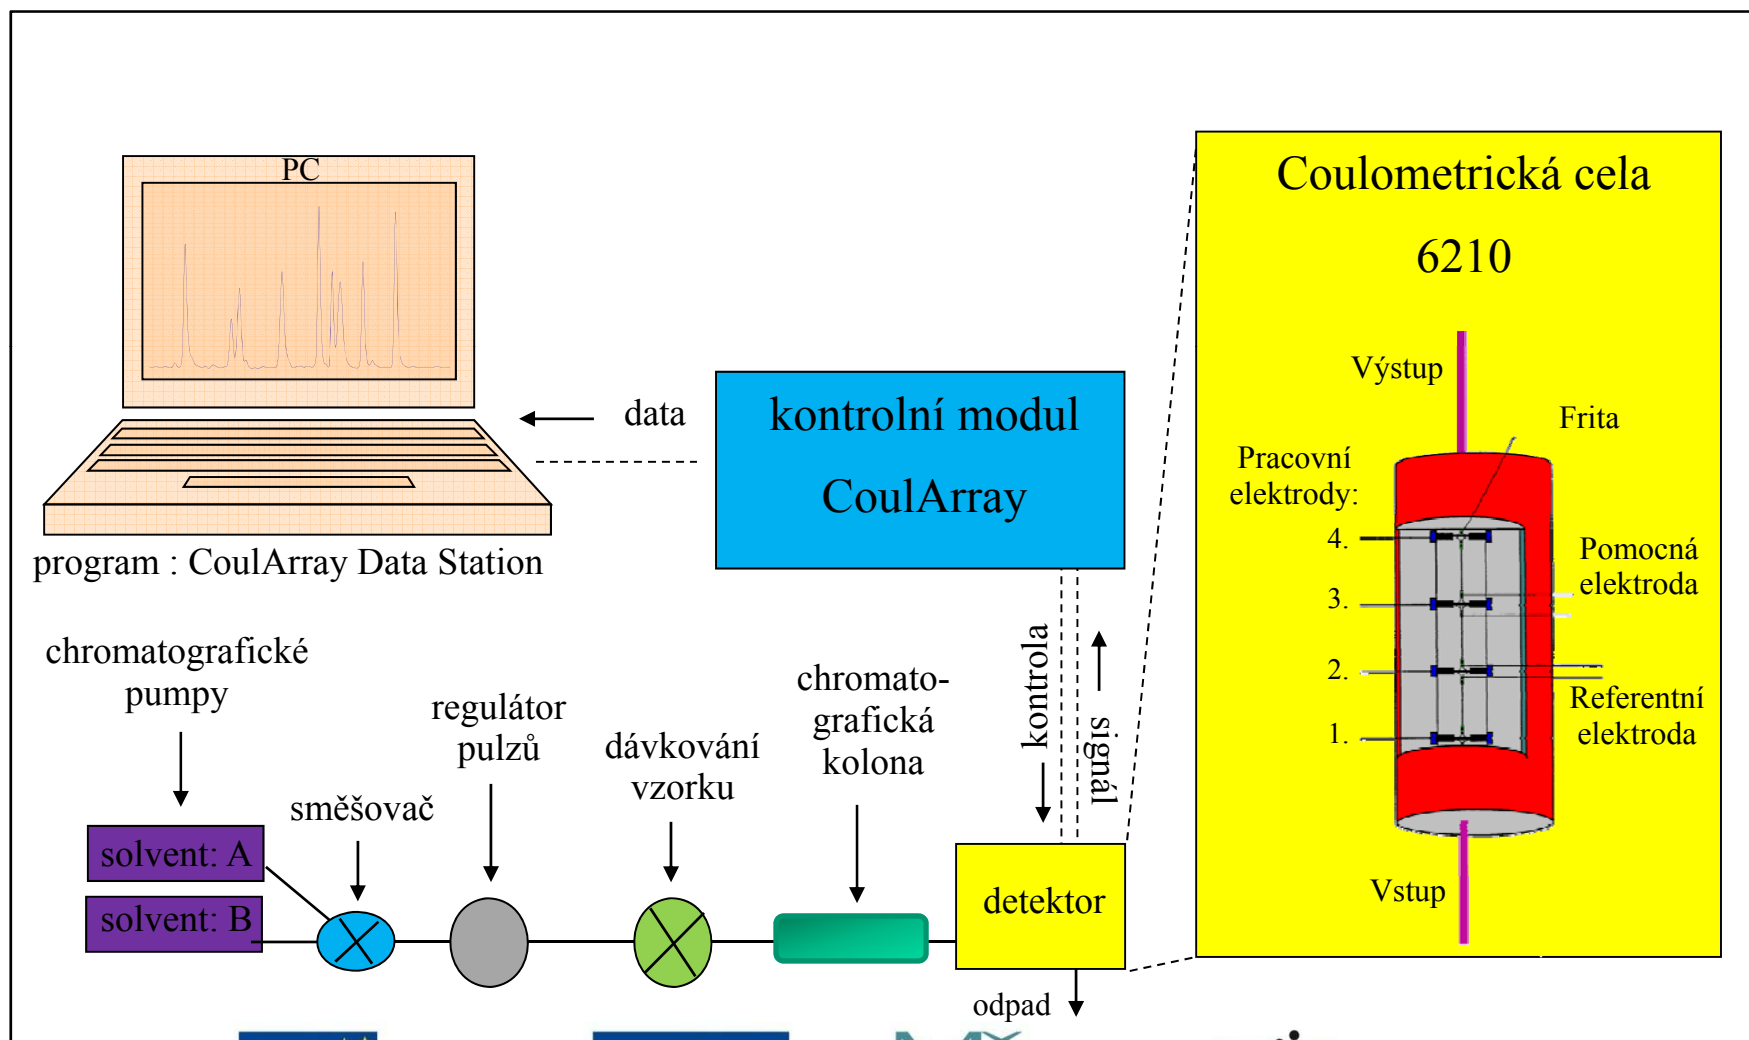 PC
Coulometrická cela
6210
Výstup
Frita
Pracovní
elektrody:
4.
3.
2.
1.
Pomocná
elektroda
Referentní
elektroda
Vstup
data
kontrolní modul
CoulArray
program : CoulArray Data Station
kontrola
signál
chromatografické
pumpy
směšovač
regulátor
pulzů
dávkování
vzorku
chromato-
grafická
kolona
solvent: A
solvent: B
detektor
odpad